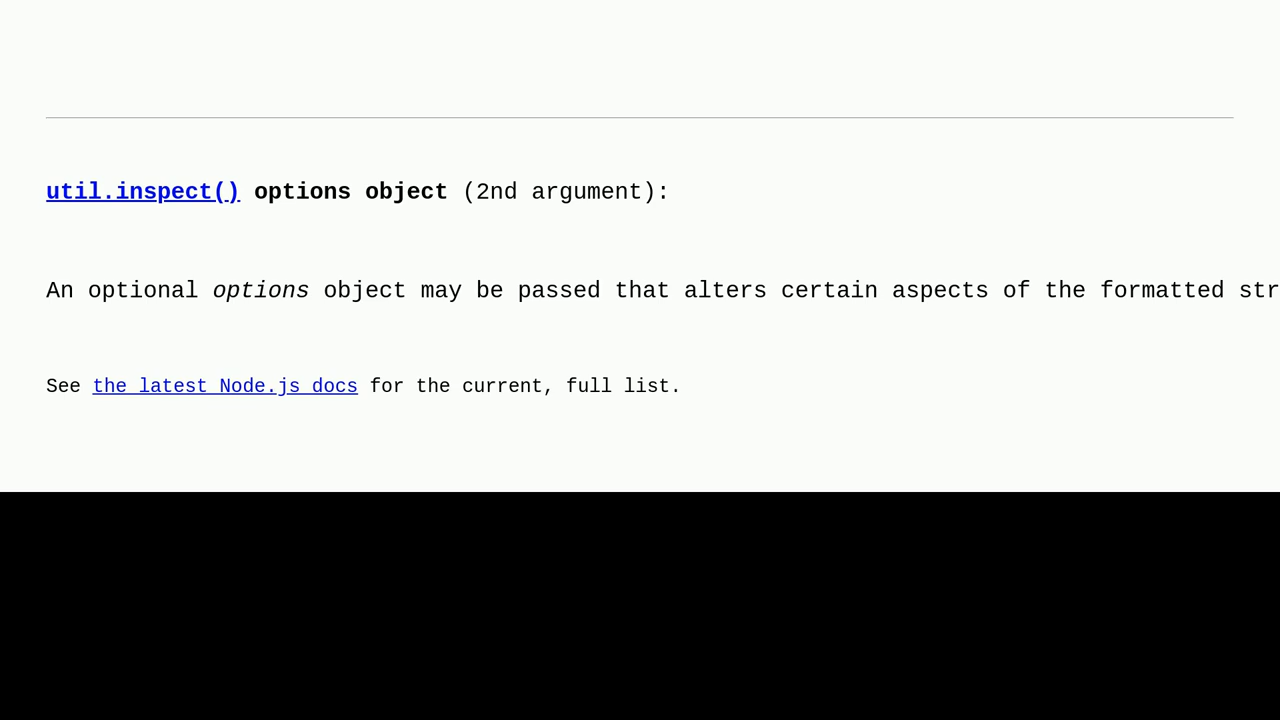 util.inspect() options object (2nd argument):
An optional options object may be passed that alters certain aspects of the formatted str
See the latest Node.js docs for the current, full list.